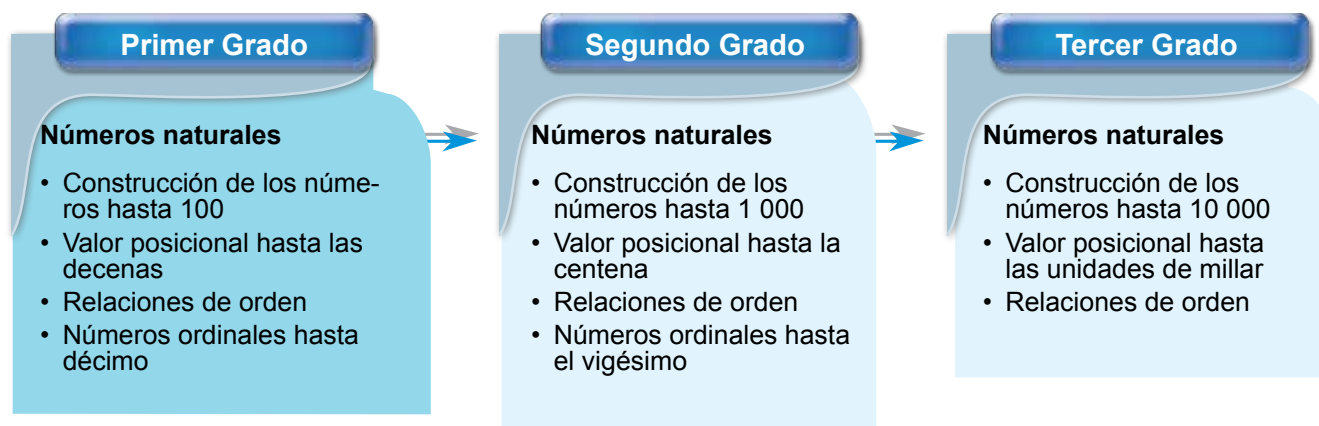 Primer Grado
Números naturales
• Construcción de los núme-
ros hasta 100
• Valor posicional hasta las
decenas
• Relaciones de orden
• Números ordinales hasta
décimo
Segundo Grado
Números naturales
• Construcción de los
números hasta 1 000
• Valor posicional hasta la
centena
• Relaciones de orden
• Números ordinales hasta
el vigésimo
Tercer Grado
Números naturales
• Construcción de los
números hasta 10 000
• Valor posicional hasta
las unidades de millar
• Relaciones de orden